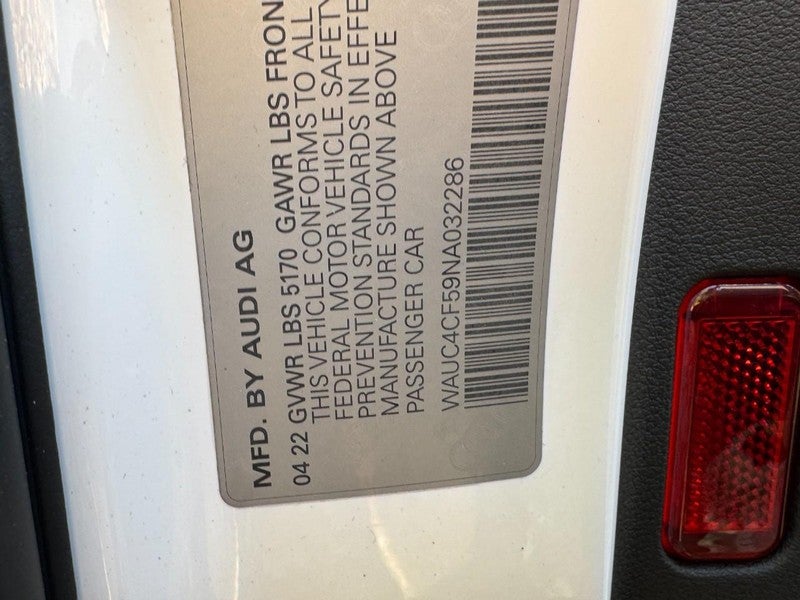 MFD. BY AUDI AG
04 22 GVWR LBS 5170 GAWR LBS FRON
THIS VEHICLE CONFORMS TO ALL
FEDERAL MOTOR VEHICLE SAFETY
PREVENTION STANDARDS IN EFFE
MANUFACTURE SHOWN ABOVE
PASSENGER CAR
WAUC4CF59NA032286